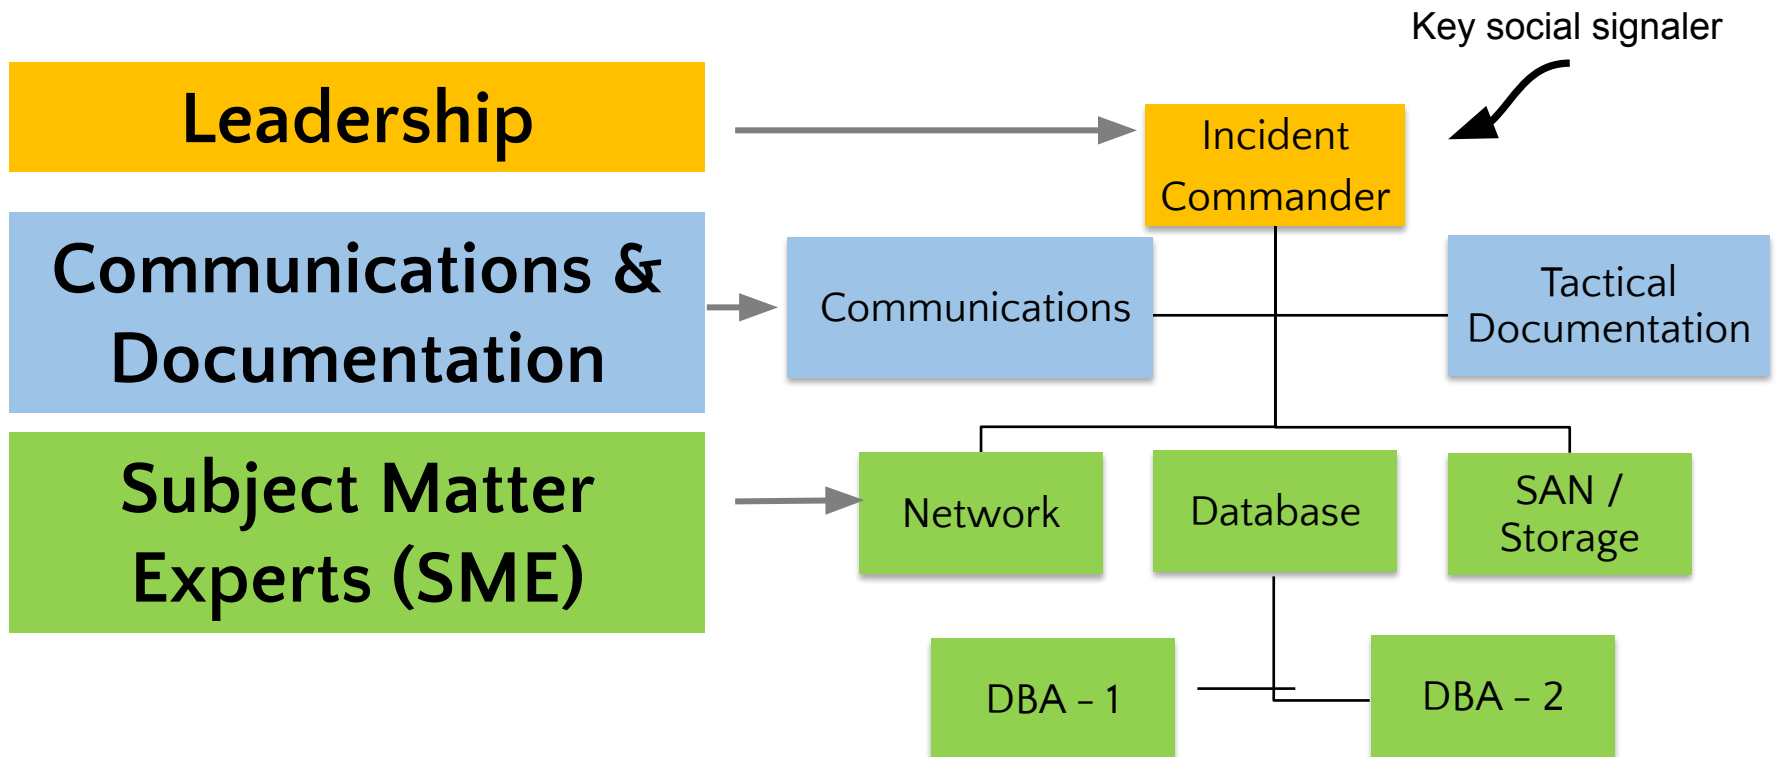 Key social signaler
Leadership
Incident
Commander
Communications &
Documentation
Communications
Tactical
Documentation
Subject Matter
Experts (SME)
Network
Database
SAN /
Storage
DBA - 1
DBA - 2